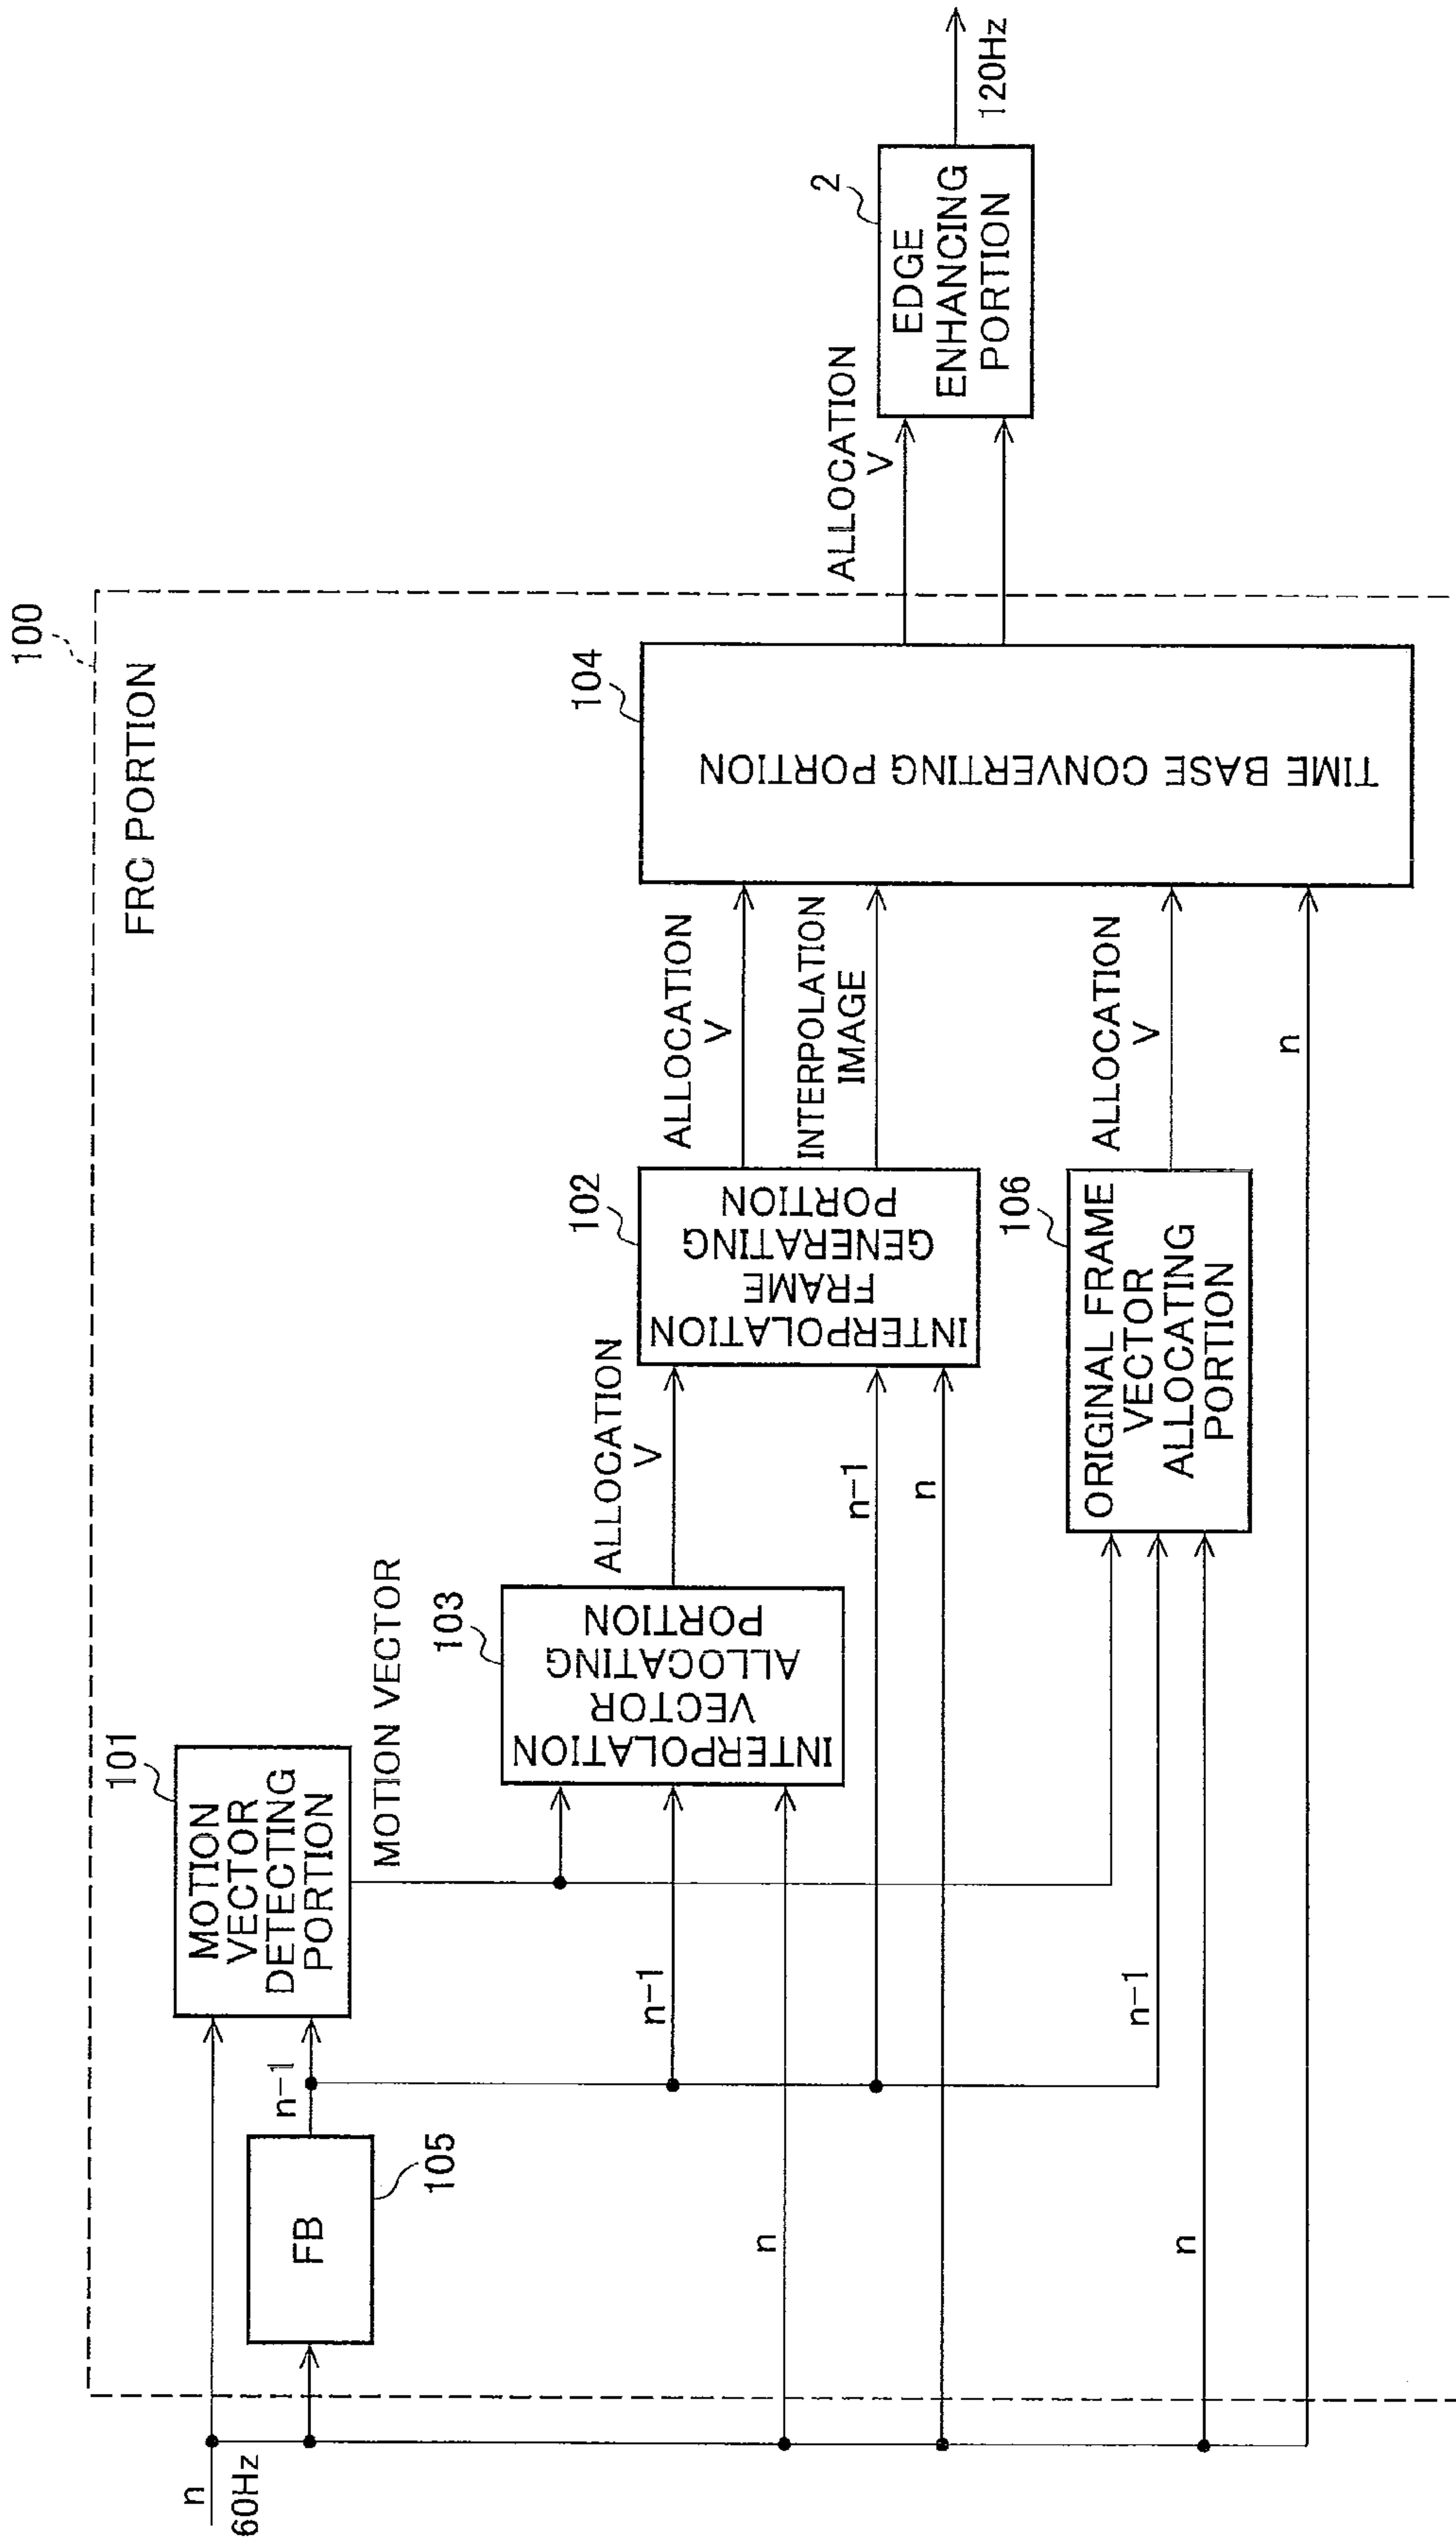 100
FRC PORTION
n
60Hz
FB
105
n-1
101
MOTION
VECTOR
DETECTING
PORTION
MOTION VECTOR
n-1
n
103
INTERPOLATION
VECTOR
ALLOCATING
PORTION
ALLOCATION
V
n-1
n
102
INTERPOLATION
FRAME
GENERATING
PORTION
ALLOCATION
V
INTERPOLATION
IMAGE
n-1
n
106
ORIGINAL FRAME
VECTOR
ALLOCATING
PORTION
ALLOCATION
V
n
104
TIME BASE CONVERTING PORTION
ALLOCATION
V
2
EDGE
ENHANCING
PORTION
120Hz